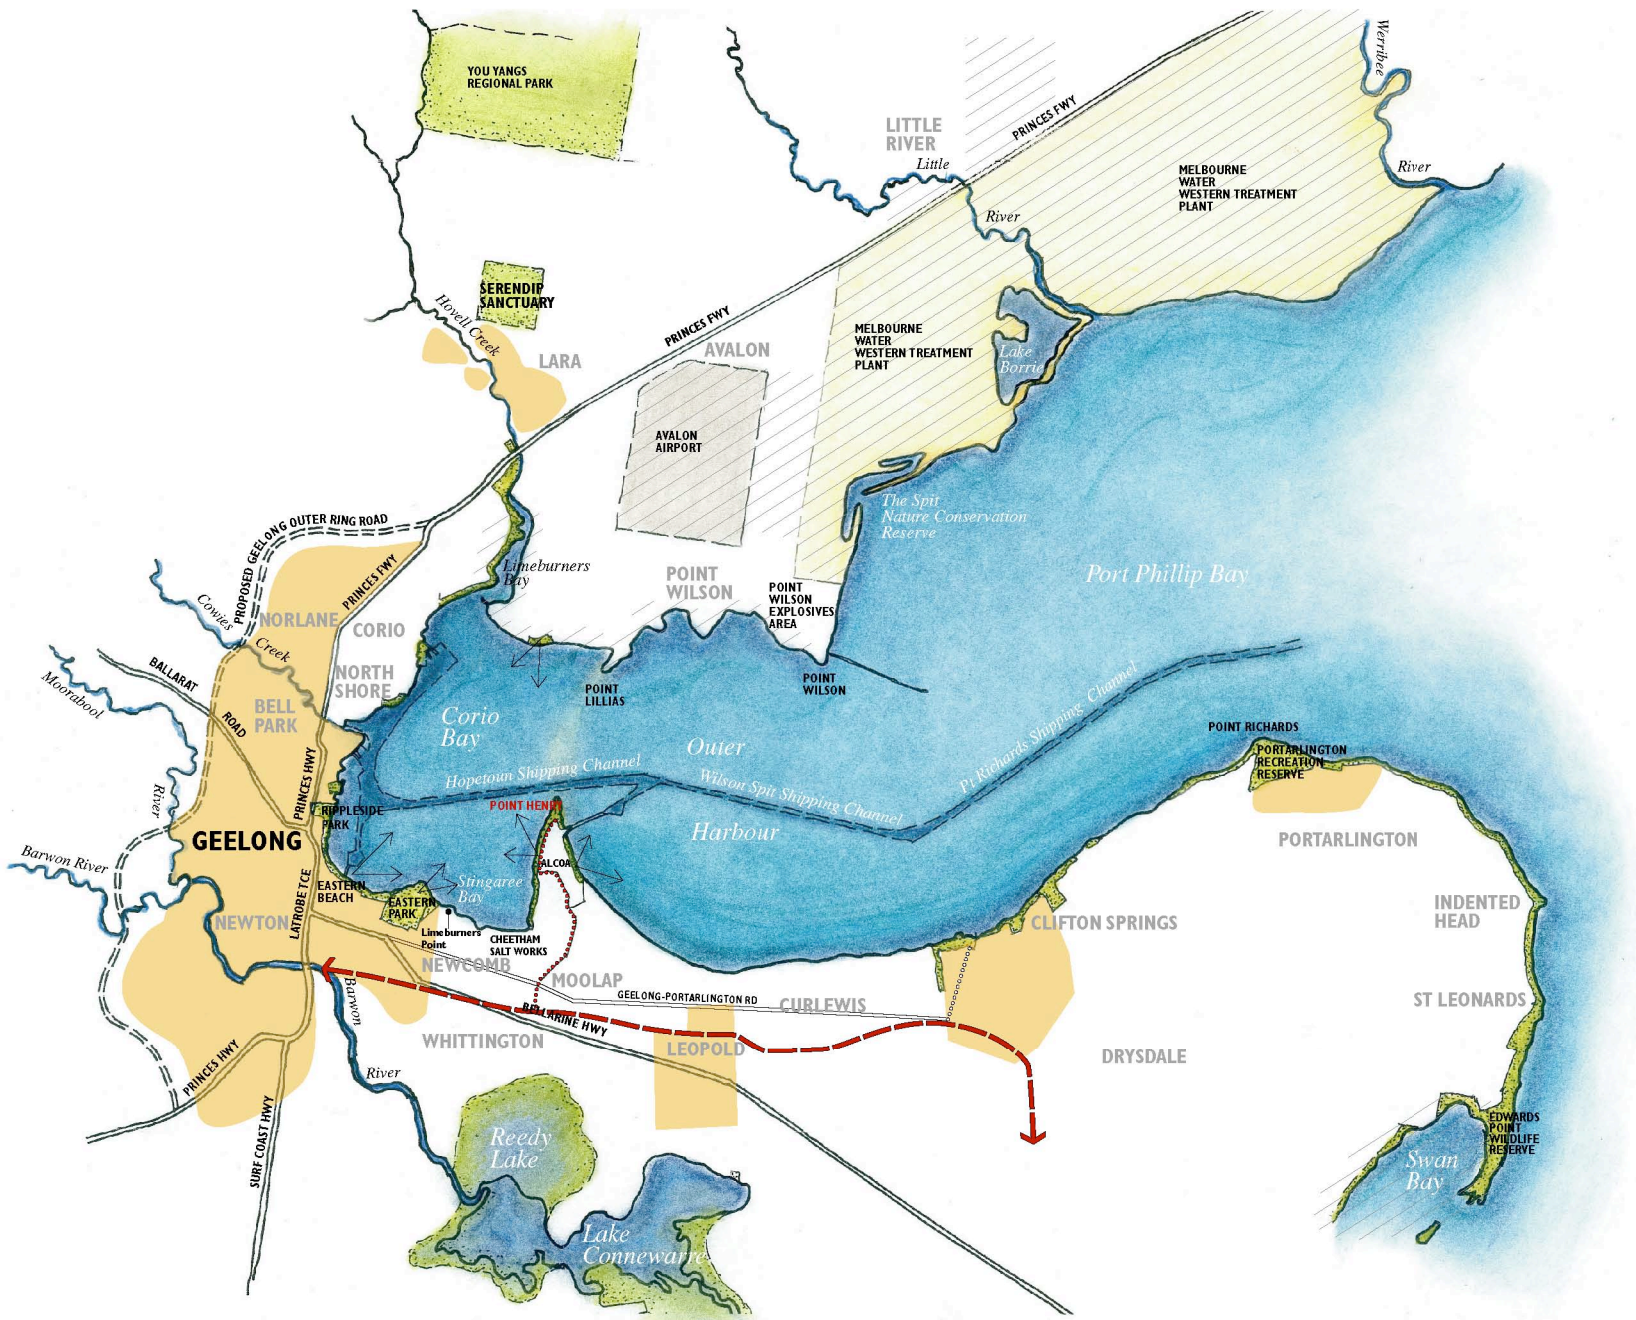 YOU YANGS
REGIONAL PARK
Werribee
River
LITTLE
RIVER
PRINCES FWY
Little
River
MELBOURNE
WATER
WESTERN TREATMENT
PLANT
SERENDIP
SANCTUARY
Hovell Creek
LARA
PRINCES FWY
AVALON
MELBOURNE
WATER
WESTERN TREATMENT
PLANT
Lake
Borrie
AVALON
AIRPORT
The Spit
Nature Conservation
Reserve
PROPOSED GEELONG OUTER RING ROAD
PRINCES FWY
Limeburners
Bay
POINT
WILSON
POINT
WILSON
EXPLOSIVES
AREA
Port Phillip Bay
Cowies
Creek
NORLANE
CORIO
BALLARAT
ROAD
Moorabool
River
NORTH
SHORE
BELL
PARK
POINT
LILLIAS
POINT
WILSON
Corio
Bay
Outer
Harbour
Hopetoun Shipping Channel
Wilson Spit Shipping Channel
Pt Richards Shipping Channel
POINT RICHARDS
PORTARLINGTON
RECREATION
RESERVE
PORTARLINGTON
PRINCES HWY
RIPPLESIDE
PARK
POINT HENRY
GEELONG
ALCOA
Barwon River
LATROBE TCE
EASTERN
BEACH
EASTERN
PARK
Stingaree
Bay
Limeburners
Point
CHEETHAM
SALT WORKS
NEWTON
NEWCOMB
MOOLAP
CLIFTON SPRINGS
INDENTED
HEAD
GEELONG-PORTARLINGTON RD
CURLEWIS
ST LEONARDS
Barwon
River
BELLARINE HWY
WHITTINGTON
LEOPOLD
DRYSDALE
PRINCES HWY
SURF COAST HWY
Reedy
Lake
Lake
Connewarre
EDWARDS
POINT
WILDLIFE
RESERVE
Swan
Bay